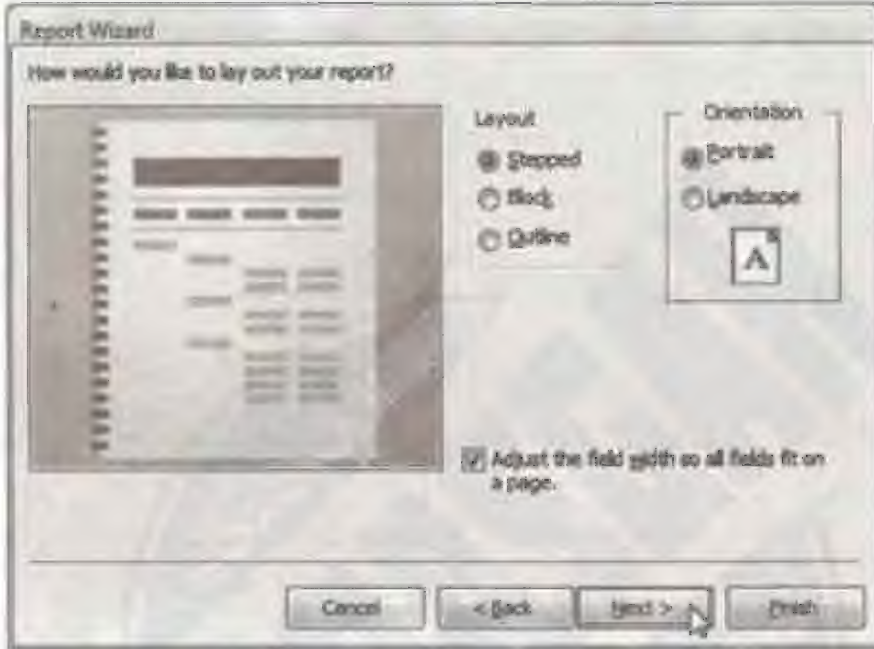 Report Wizard
How would you like to lay out your report?
Layout
Stepped
Block
Outline
Orientation
Portrait
Landscape
A
Adjust the field width so all fields fit on
a page.
Cancel
< Back
Next >
Finish